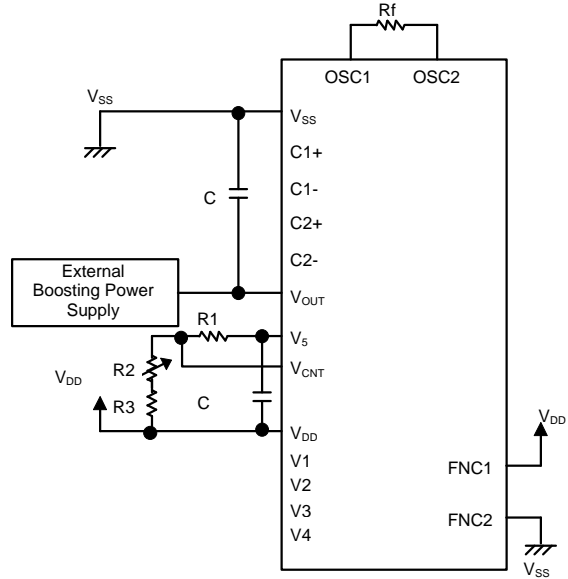 Rf
OSC1 OSC2
VSS
VSS
C1+
C1-
C
C2+
C2-
External
Boosting Power
Supply
VOUT
R1
V5
VDD
R2
VCNT
R3
C
VDD
V1
V2
V3
V4
FNC1
VDD
FNC2
VSS